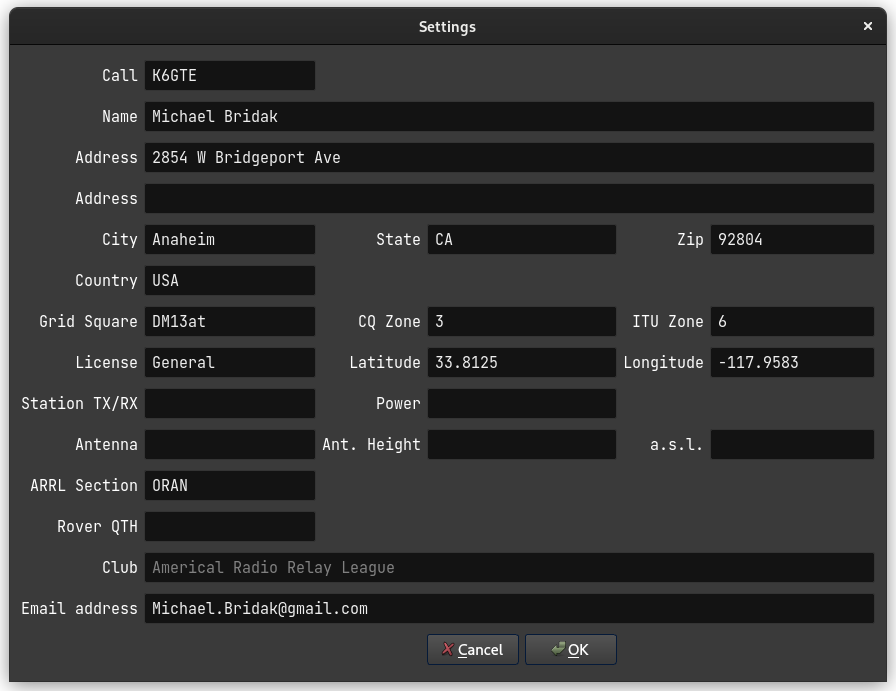 Settings ×
Call K6GTE
Name Michael Bridak
Address 2854 W Bridgeport Ave
Address
City Anaheim State CA Zip 92804
Country USA
Grid Square DM13at CQ Zone 3 ITU Zone 6
License General Latitude 33.8125 Longitude -117.9583
Station TX/RX Power
Antenna Ant. Height a.s.l.
ARRL Section ORAN
Rover QTH
Club Americal Radio Relay League
Email address Michael.Bridak@gmail.com
Cancel OK